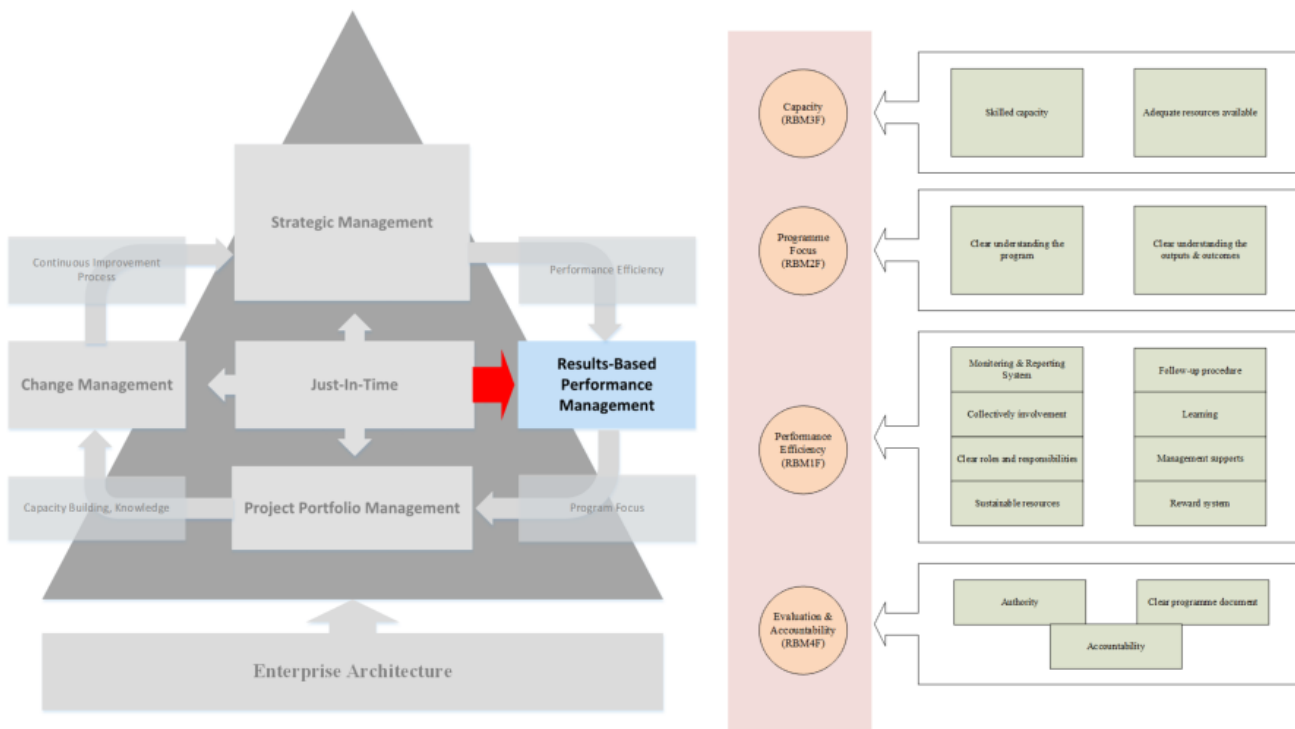 Strategic Management
Continuous Improvement
Process
Performance Efficiency
Change Management
Just-In-Time
Results-Based
Performance
Management
Capacity Building, Knowledge
Project Portfolio Management
Program Focus
Enterprise Architecture
Capacity
(RBM3F)
Skilled capacity
Adequate resources available
Programme
Focus
(RBM2F)
Clear understanding the
program
Clear understanding the
outputs & outcomes
Performance
Efficiency
(RBM1F)
Monitoring & Reporting
System
Follow-up procedure
Collectively involvement
Learning
Clear roles and responsibilities
Management supports
Sustainable resources
Reward system
Evaluation &
Accountability
(RBM4F)
Authority
Clear programme document
Accountability